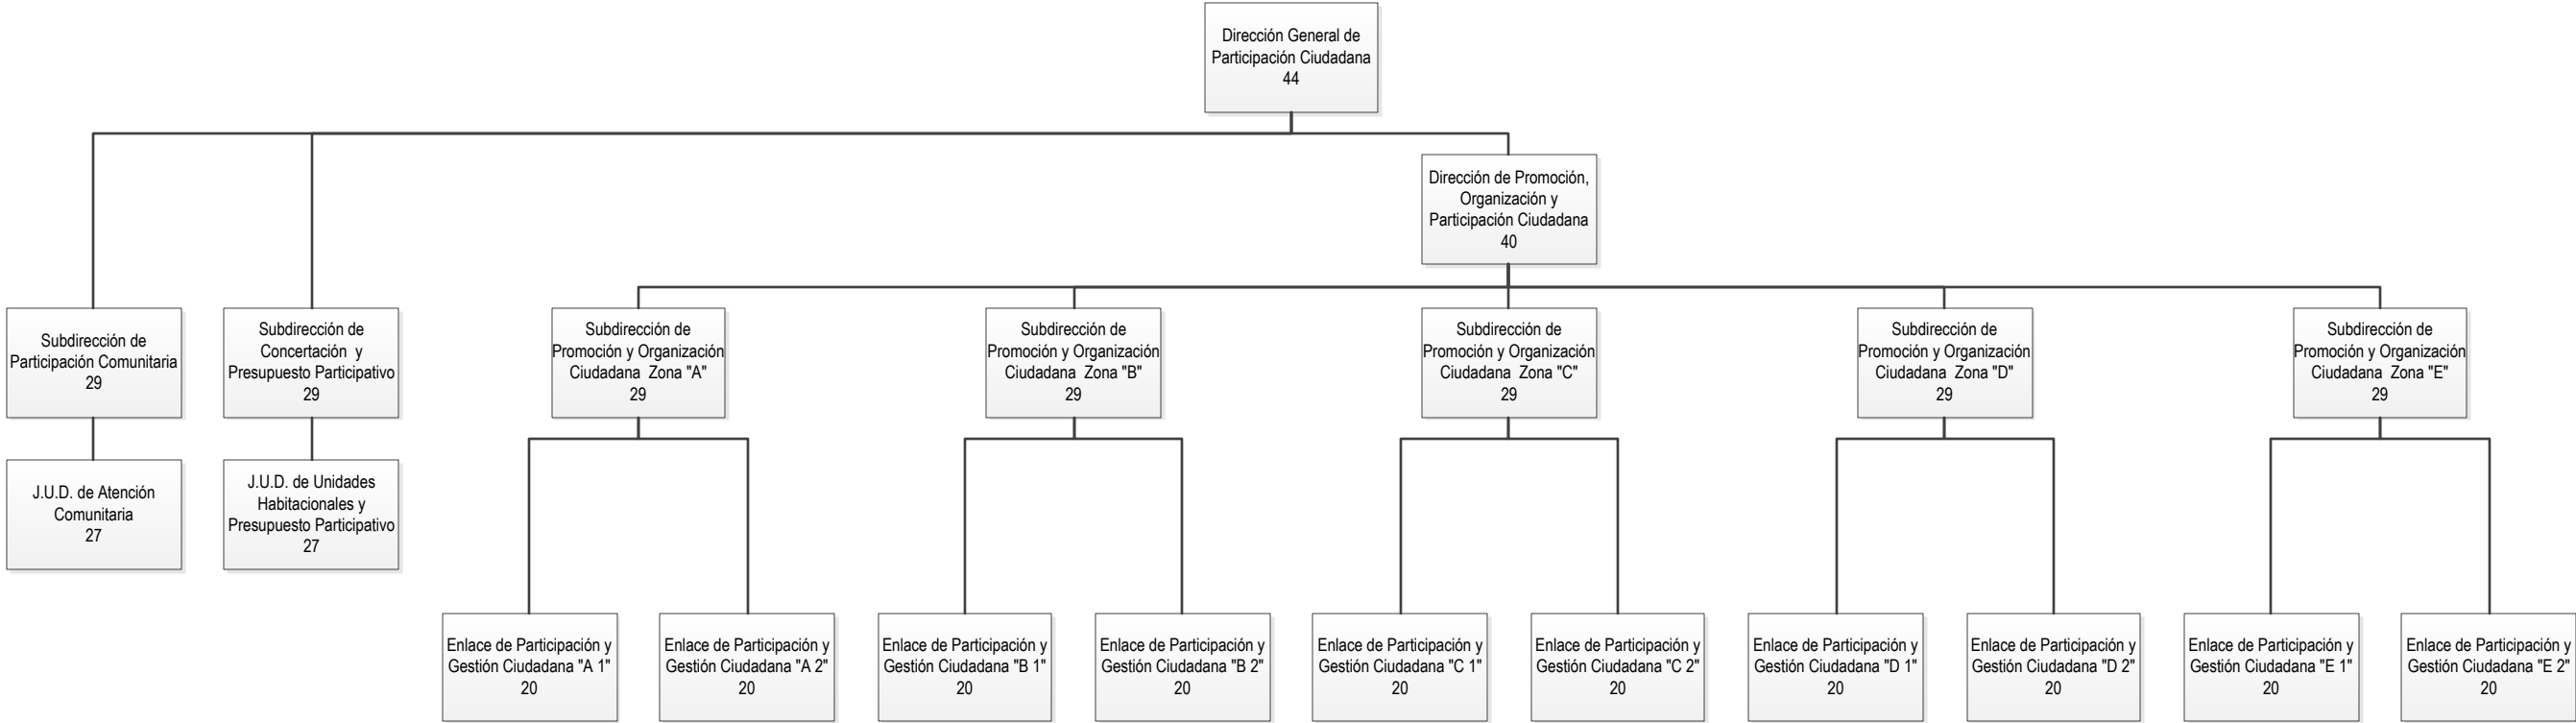 Dirección General de
Participación Ciudadana
44
Dirección de Promoción,
Organización y
Participación Ciudadana
40
Subdirección de
Participación Comunitaria
29
Subdirección de
Concertación y
Presupuesto Participativo
29
Subdirección de
Promoción y Organización
Ciudadana Zona "A"
29
Subdirección de
Promoción y Organización
Ciudadana Zona "B"
29
Subdirección de
Promoción y Organización
Ciudadana Zona "C"
29
Subdirección de
Promoción y Organización
Ciudadana Zona "D"
29
Subdirección de
Promoción y Organización
Ciudadana Zona "E"
29
J.U.D. de Atención
Comunitaria
27
J.U.D. de Unidades
Habitacionales y
Presupuesto Participativo
27
Enlace de Participación y
Gestión Ciudadana "A 1"
20
Enlace de Participación y
Gestión Ciudadana "A 2"
20
Enlace de Participación y
Gestión Ciudadana "B 1"
20
Enlace de Participación y
Gestión Ciudadana "B 2"
20
Enlace de Participación y
Gestión Ciudadana "C 1"
20
Enlace de Participación y
Gestión Ciudadana "C 2"
20
Enlace de Participación y
Gestión Ciudadana "D 1"
20
Enlace de Participación y
Gestión Ciudadana "D 2"
20
Enlace de Participación y
Gestión Ciudadana "E 1"
20
Enlace de Participación y
Gestión Ciudadana "E 2"
20